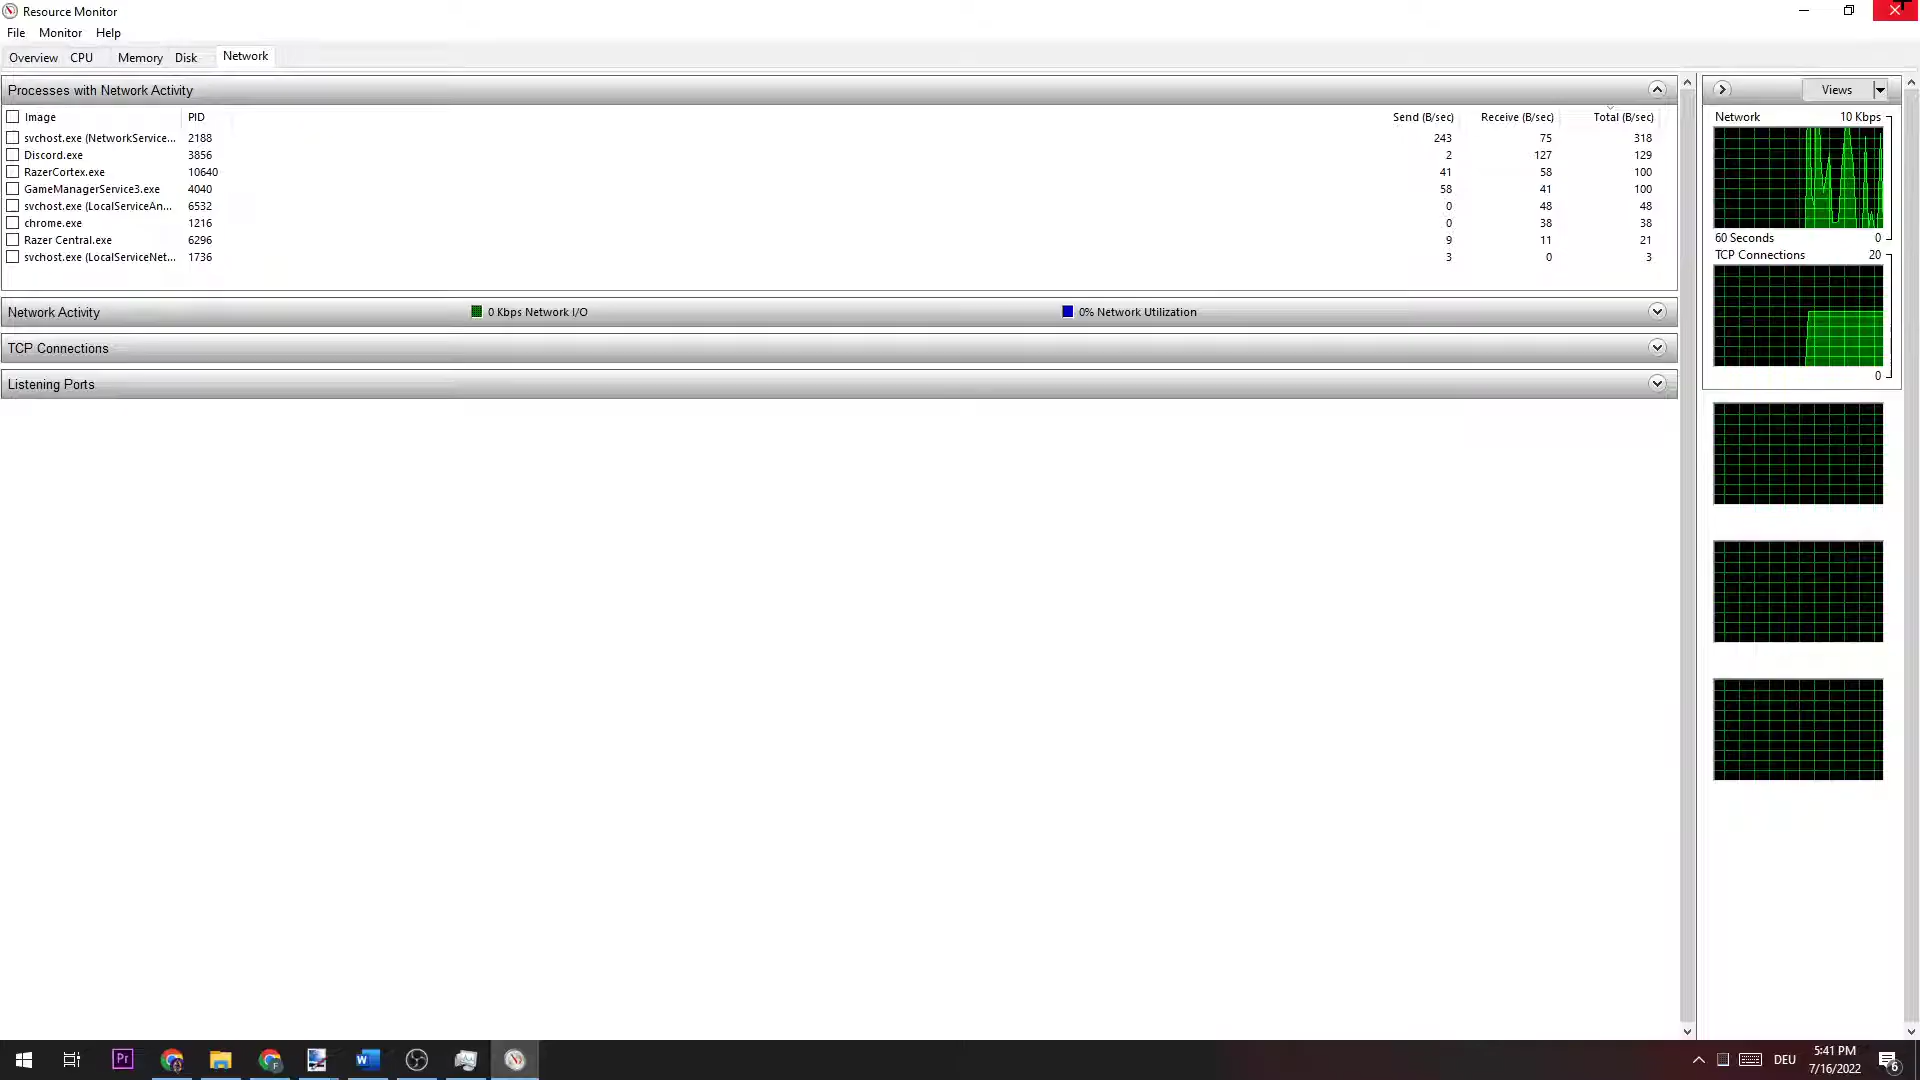 Resource Monitor
File Monitor Help
Overview CPU Memory Disk Network
Processes with Network Activity
Image PID Send (B/sec) Receive (B/sec) Total (B/sec)
svchost.exe (NetworkService... 2188 243 75 318
Discord.exe 3856 2 127 129
RazerCortex.exe 10640 41 58 100
GameManagerService3.exe 4040 58 41 100
svchost.exe (LocalServiceAn... 6532 0 48 48
chrome.exe 1216 0 38 38
Razer Central.exe 6296 9 11 21
svchost.exe (LocalServiceNet... 1736 3 0 3
Network Activity 0 Kbps Network I/O 0% Network Utilization
TCP Connections
Listening Ports
Views
Network 10 Kbps
60 Seconds 0
TCP Connections 20
0
Pr F W DEU 5:41 PM
7/16/2022 6